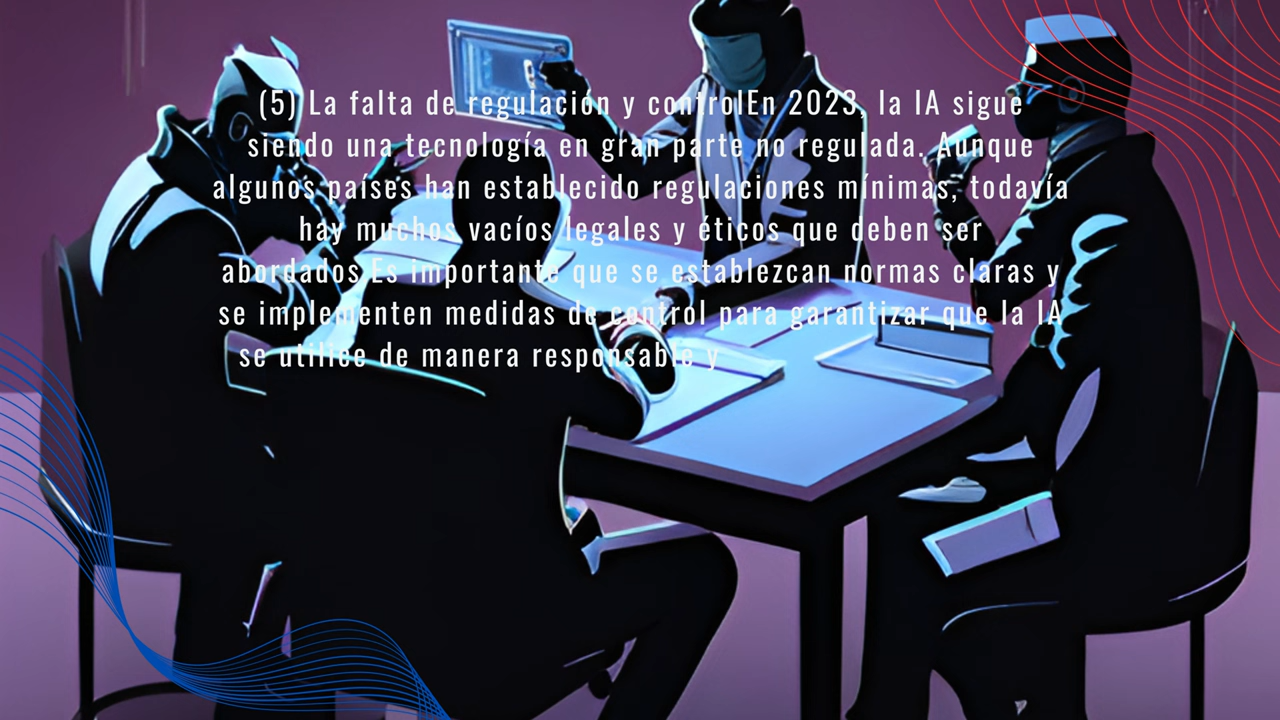 (5) La falta de regulación y controlEn 2023, la IA sigue
siendo una tecnología en gran parte no regulada. Aunque
algunos países han establecido regulaciones mínimas, todavía
hay muchos vacíos legales y éticos que deben ser
abordados.Es importante que se establezcan normas claras y
se implementen medidas de control para garantizar que la IA
se utilice de manera responsable y